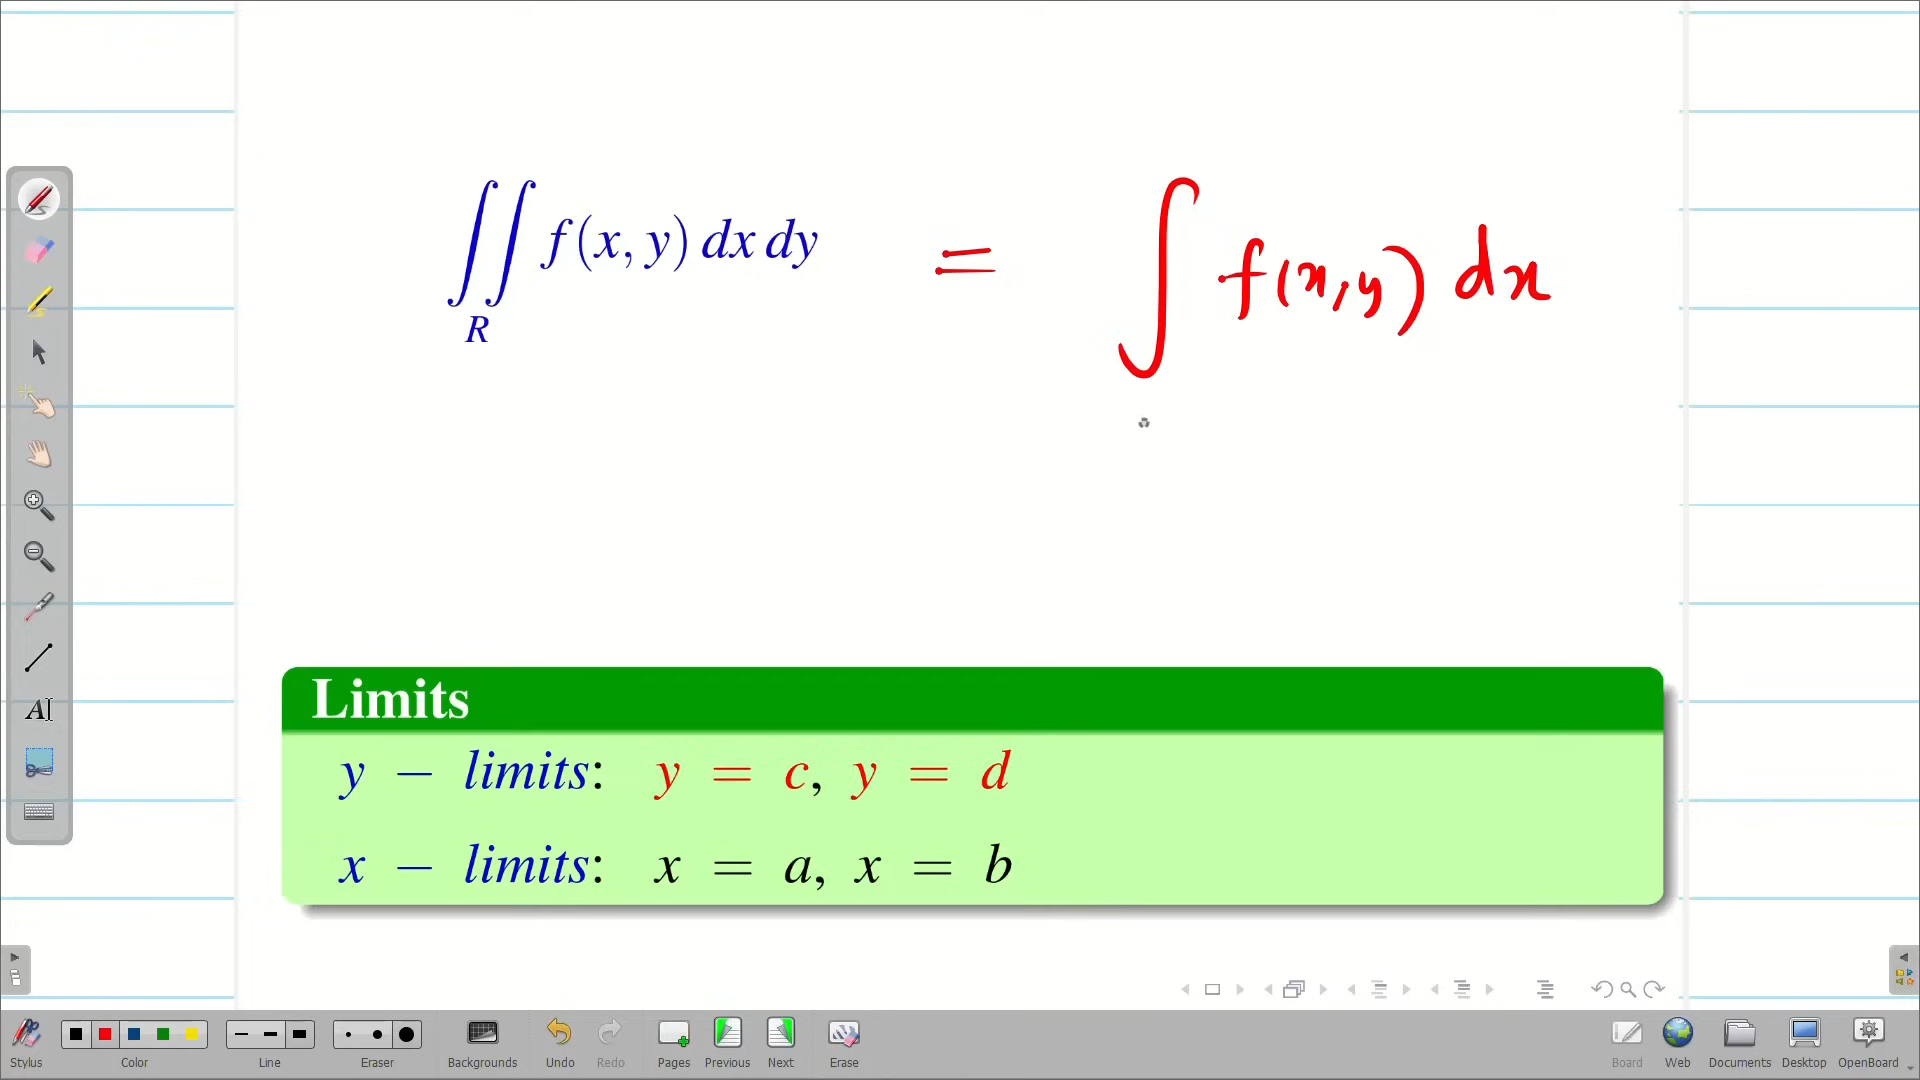 ∬ f(x, y) dx dy = ∫ f(x,y) dx
R
Limits
y − limits: y = c, y = d
x − limits: x = a, x = b
Stylus Color Line Eraser Backgrounds Undo Redo Pages Previous Next Erase Board Web Documents Desktop OpenBoard